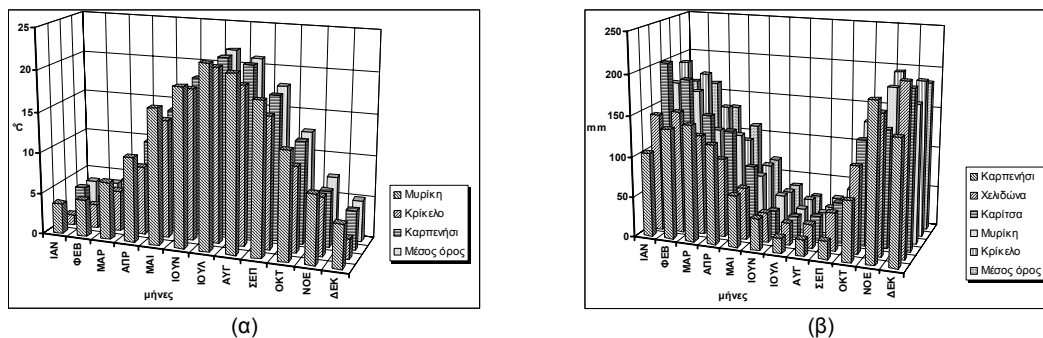 25
20
15
10
5
0
°C
ΙΑΝ
ΦΕΒ
ΜΑΡ
ΑΠΡ
ΜΑΙ
ΙΟΥΝ
ΙΟΥΛ
ΑΥΓ
ΣΕΠ
ΟΚΤ
ΝΟΕ
ΔΕΚ
μήνες
Μυρίκη
Κρίκελο
Καρπενήσι
Μέσος όρος
(α)
250
200
150
100
50
0
mm
ΙΑΝ
ΦΕΒ
ΜΑΡ
ΑΠΡ
ΜΑΙ
ΙΟΥΝ
ΙΟΥΛ
ΑΥΓ
ΣΕΠ
ΟΚΤ
ΝΟΕ
ΔΕΚ
μήνες
Καρπενήσι
Χελιδώνα
Καρίτσα
Μυρίκη
Κρίκελο
Μέσος όρος
(β)